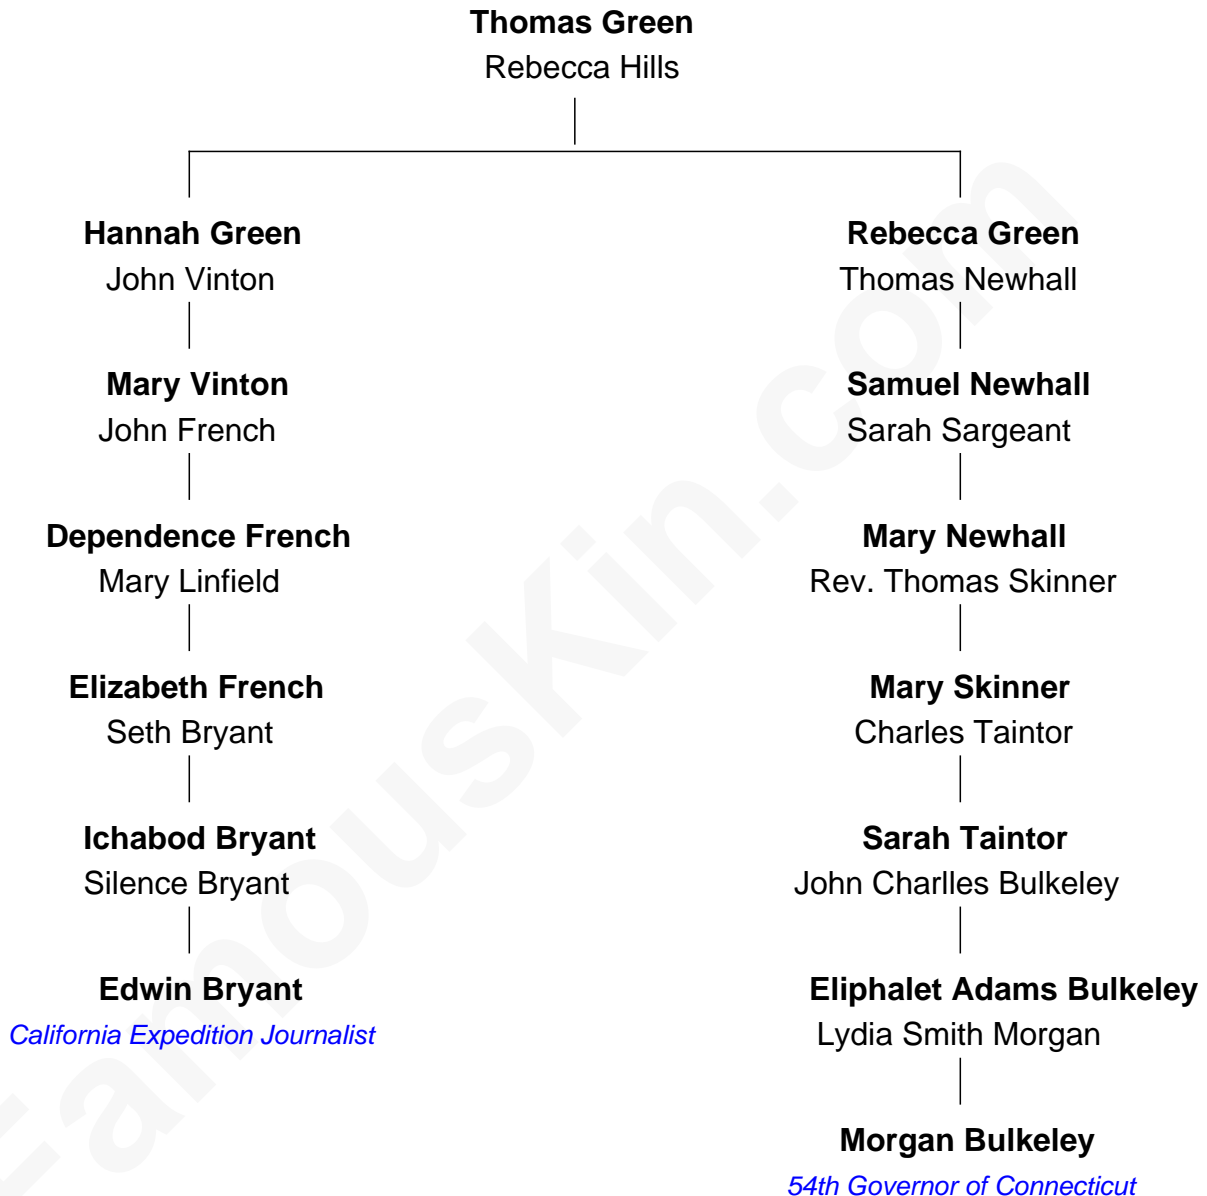 Thomas Green
Rebecca Hills
Hannah Green
John Vinton
Mary Vinton
John French
Dependence French
Mary Linfield
Elizabeth French
Seth Bryant
Ichabod Bryant
Silence Bryant
Edwin Bryant
California Expedition Journalist
Rebecca Green
Thomas Newhall
Samuel Newhall
Sarah Sargeant
Mary Newhall
Rev. Thomas Skinner
Mary Skinner
Charles Taintor
Sarah Taintor
John Charlles Bulkeley
Eliphalet Adams Bulkeley
Lydia Smith Morgan
Morgan Bulkeley
54th Governor of Connecticut
FamousKin.com